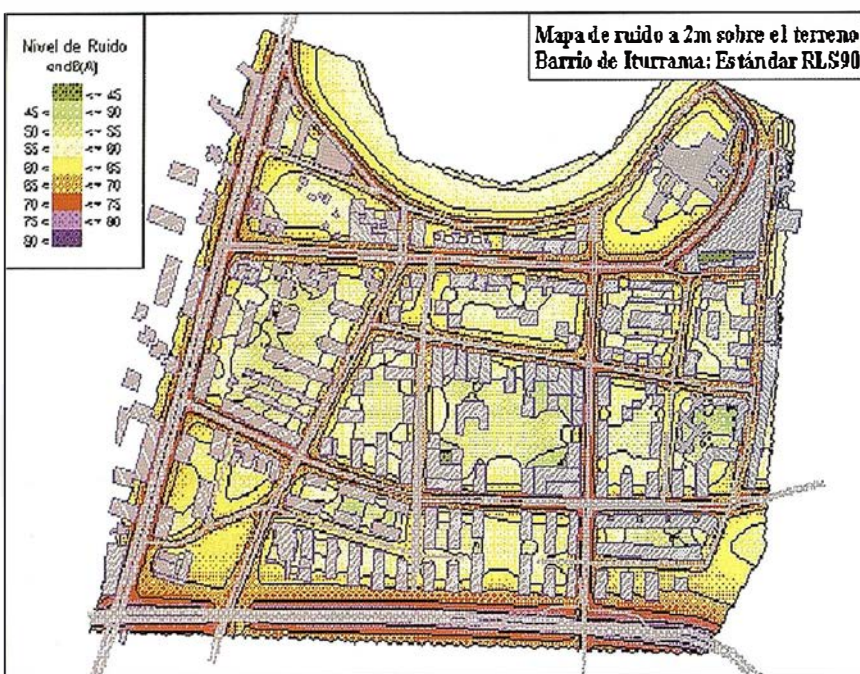 Mapa de ruido a 2m sobre el terreno
Barrio de Iturrama: Estándar RLS90
Nivel de Ruido
en dB(A)
<= 45
45 < <= 50
50 < <= 55
55 < <= 60
60 < <= 65
65 < <= 70
70 < <= 75
75 < <= 80
80 <